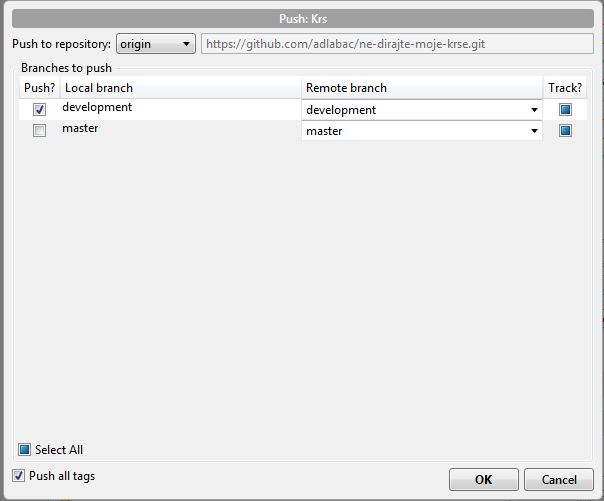 Push: Krs
Push to repository: origin https://github.com/adlabac/ne-dirajte-moje-krse.git
Branches to push
Push? Local branch Remote branch Track?
development development
master master
Select All
Push all tags OK Cancel